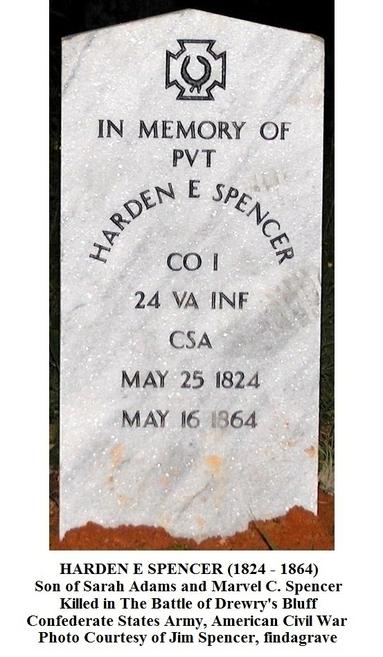 IN MEMORY OF
PVT
HARDEN E SPENCER
CO I
24 VA INF
CSA
MAY 25 1824
MAY 16 1864
HARDEN E SPENCER (1824 - 1864)
Son of Sarah Adams and Marvel C. Spencer
Killed in The Battle of Drewry's Bluff
Confederate States Army, American Civil War
Photo Courtesy of Jim Spencer, findagrave